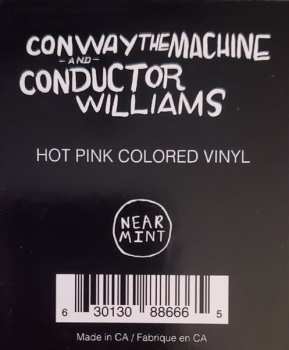 CONWAY THE MACHINE
-AND-
CONDUCTOR
WILLIAMS
HOT PINK COLORED VINYL
NEAR
MINT
6 30130 88666 5
Made in CA / Fabriqué en CA